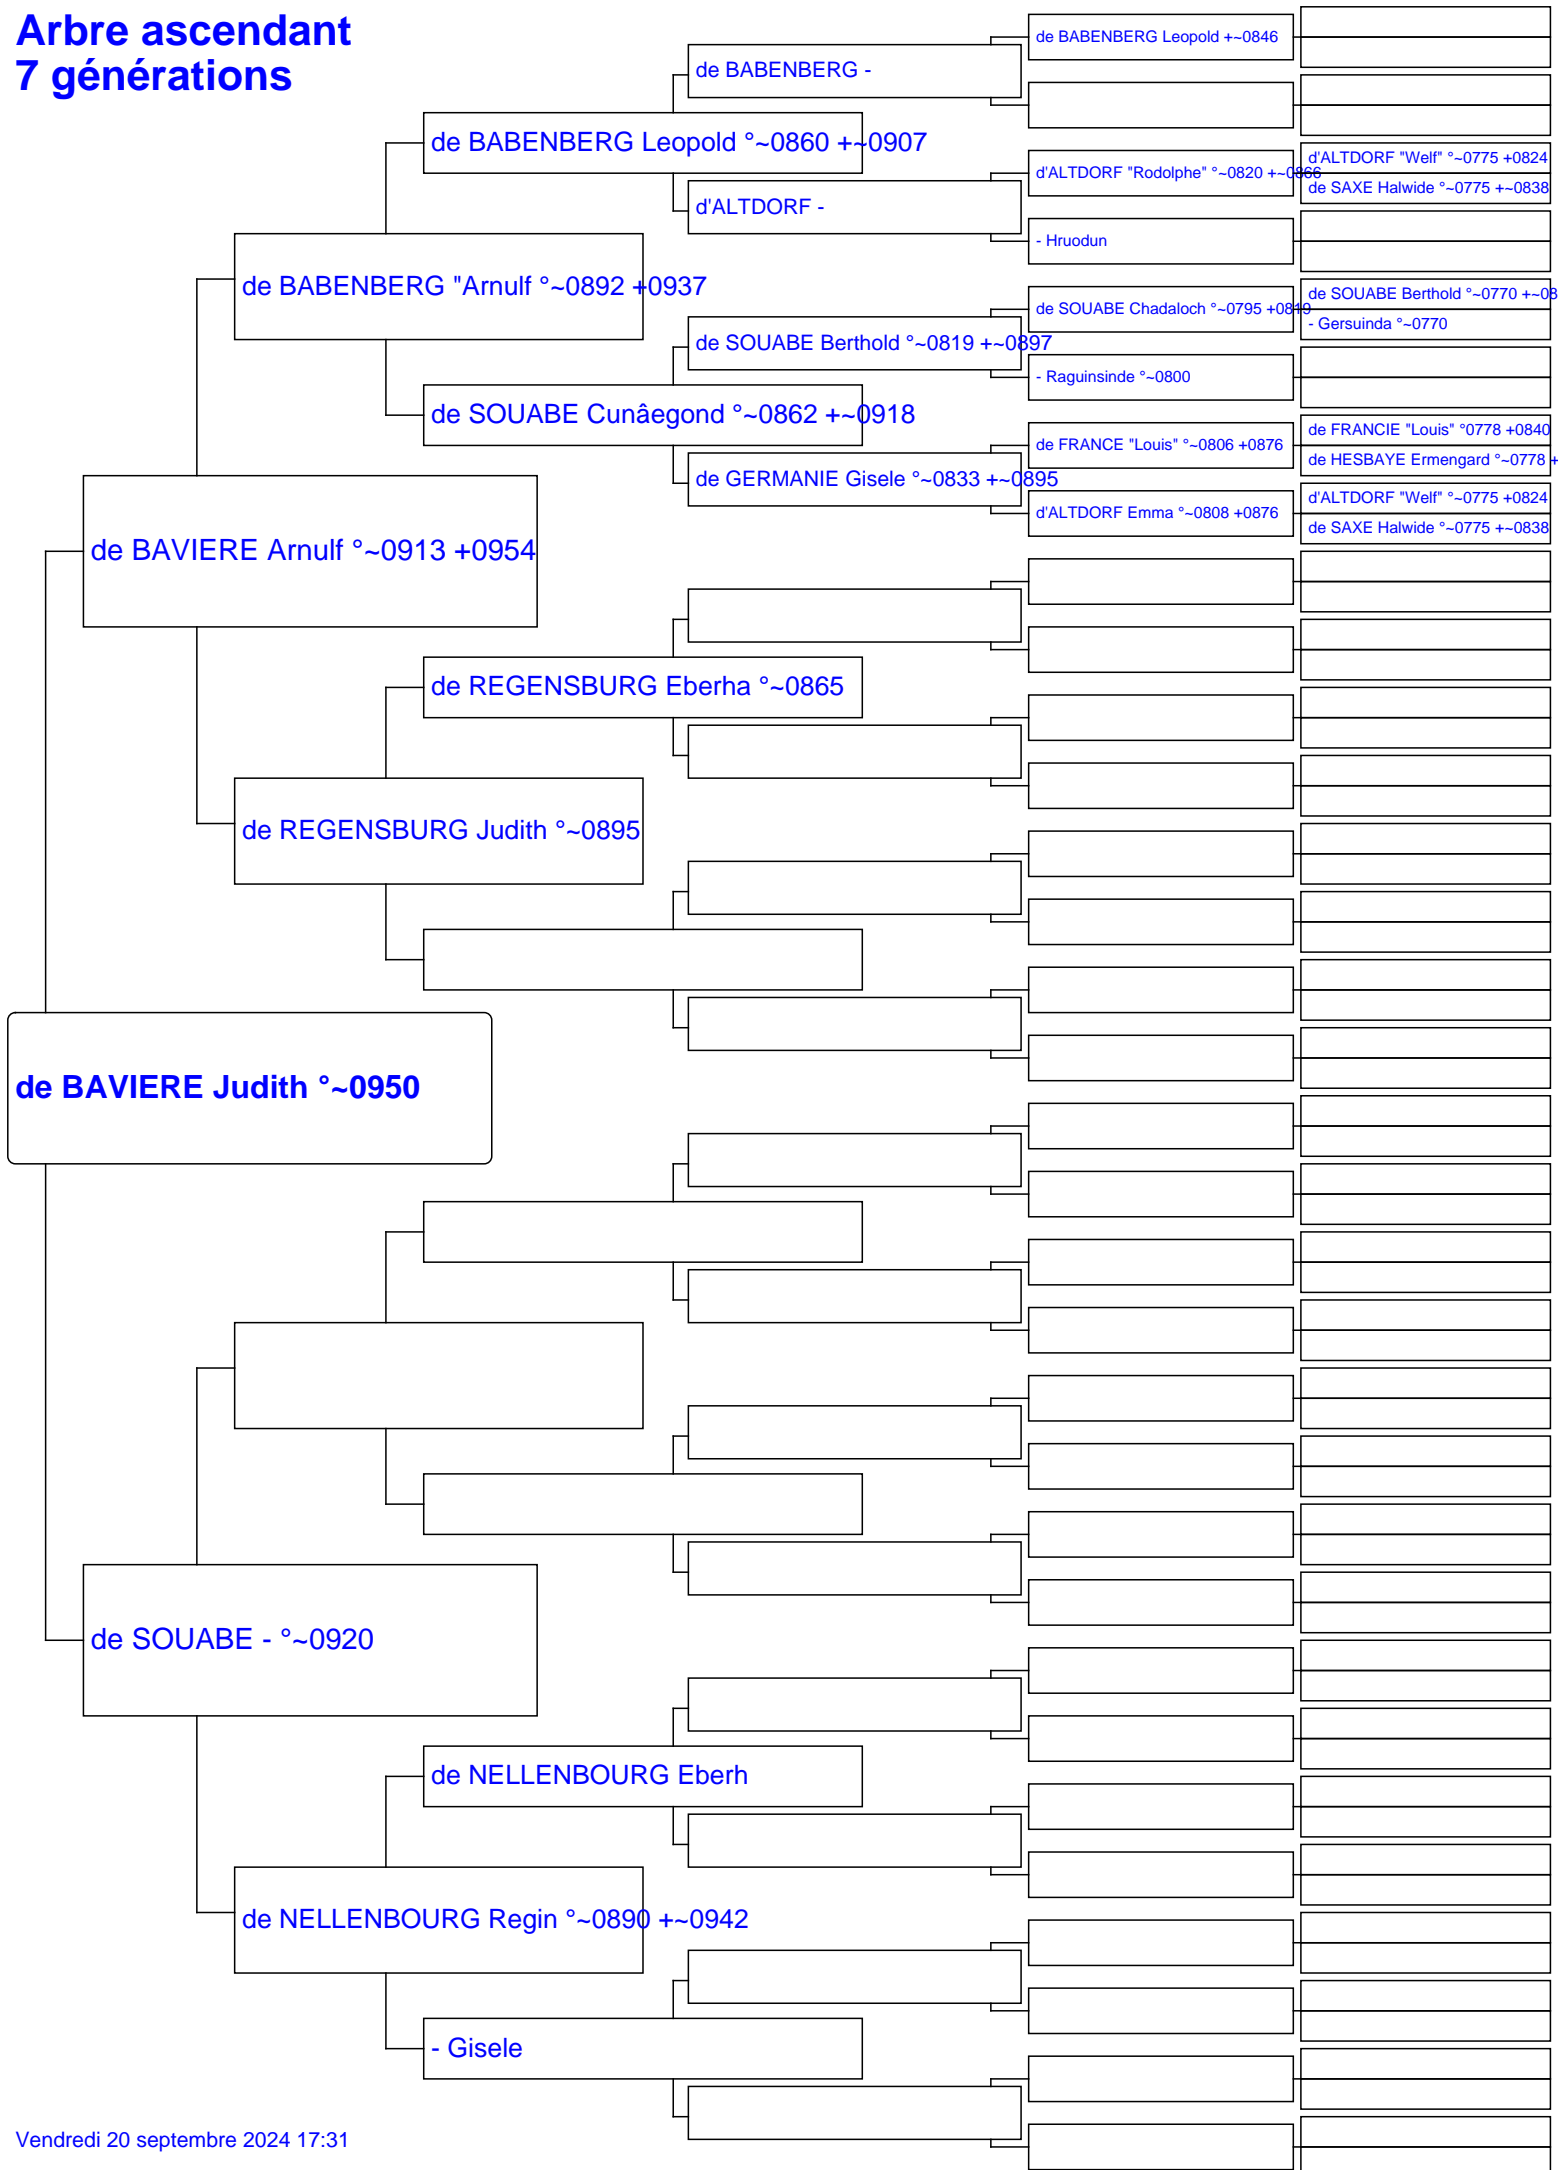 Arbre ascendant
7 générations
de BABENBERG Leopold +~0846
de BABENBERG -
de BABENBERG Leopold °~0860 +~0907
d'ALTDORF "Welf" °~0775 +0824
d'ALTDORF "Rodolphe" °~0820 +~0866
de SAXE Halwide °~0775 +~0838
d'ALTDORF -
- Hruodun
de BABENBERG "Arnulf °~0892 +0937
de SOUABE Berthold °~0770 +~08
de SOUABE Chadaloch °~0795 +0819
- Gersuinda °~0770
de SOUABE Berthold °~0819 +~0897
- Raguinsinde °~0800
de SOUABE Cunâegond °~0862 +~0918
de FRANCIE "Louis" °0778 +0840
de FRANCE "Louis" °~0806 +0876
de HESBAYE Ermengard °~0778 +
de GERMANIE Gisele °~0833 +~0895
d'ALTDORF "Welf" °~0775 +0824
d'ALTDORF Emma °~0808 +0876
de SAXE Halwide °~0775 +~0838
de BAVIERE Arnulf °~0913 +0954
de REGENSBURG Eberha °~0865
de REGENSBURG Judith °~0895
de BAVIERE Judith °~0950
de SOUABE - °~0920
de NELLENBOURG Eberh
de NELLENBOURG Regin °~0890 +~0942
- Gisele
Vendredi 20 septembre 2024 17:31